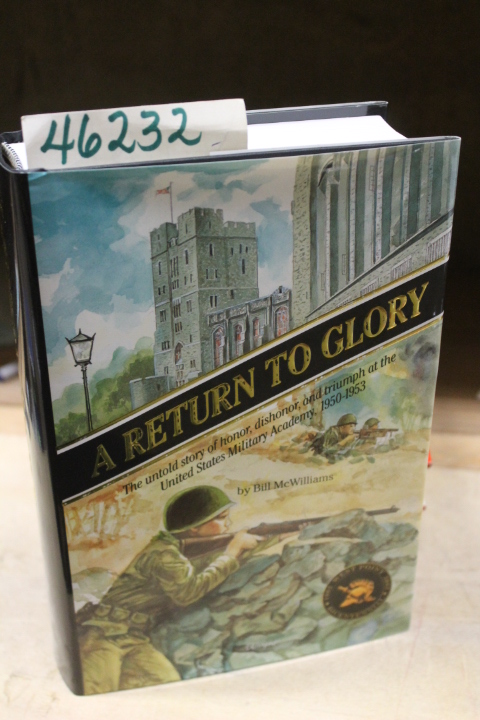 46232
A RETURN TO GLORY
The untold story of honor, dishonor, and triumph at the
United States Military Academy, 1950-1953
by Bill McWilliams